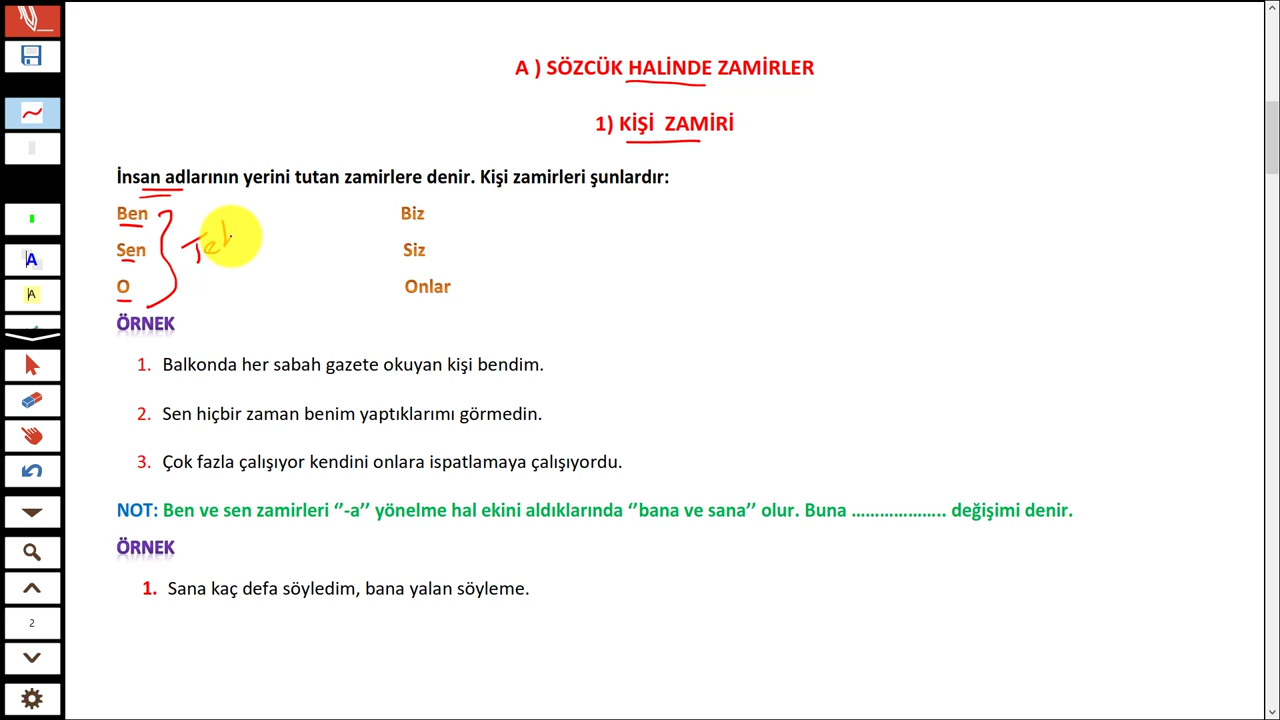 A ) SÖZCÜK HALİNDE ZAMİRLER
1) KİŞİ ZAMİRİ
İnsan adlarının yerini tutan zamirlere denir. Kişi zamirleri şunlardır:
Ben Biz
Sen Siz
O Onlar
ÖRNEK
1. Balkonda her sabah gazete okuyan kişi bendim.
2. Sen hiçbir zaman benim yaptıklarımı görmedin.
3. Çok fazla çalışıyor kendini onlara ispatlamaya çalışıyordu.
NOT: Ben ve sen zamirleri ‘’-a’’ yönelme hal ekini aldıklarında ‘’bana ve sana’’ olur. Buna ……………….. değişimi denir.
ÖRNEK
1. Sana kaç defa söyledim, bana yalan söyleme.
A
A
2